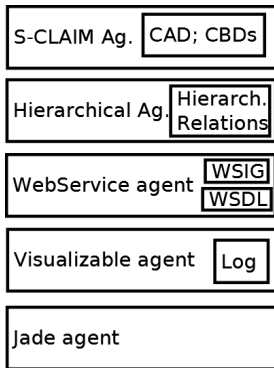 S-CLAIM Ag. CAD; CBDs
Hierarchical Ag. Hierarch.
Relations
WebService agent WSIG
WSDL
Visualizable agent Log
Jade agent